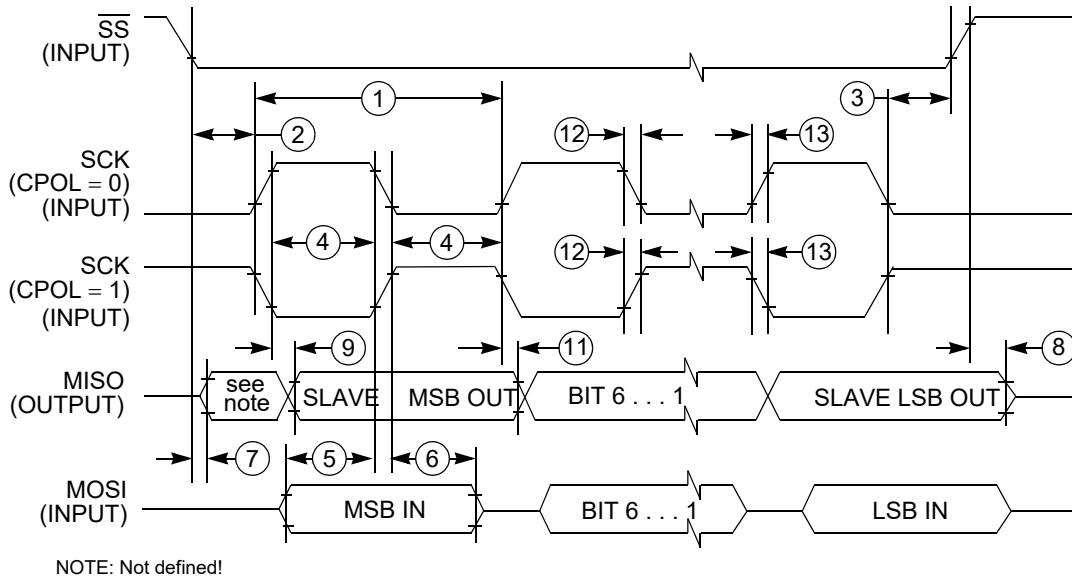 SS
(INPUT)
1
3
2
12
13
SCK
(CPOL = 0)
(INPUT)
4
4
SCK
(CPOL = 1)
(INPUT)
12
13
9
11
8
MISO
(OUTPUT)
see
note
SLAVE MSB OUT
BIT 6 . . . 1
SLAVE LSB OUT
7
5
6
MOSI
(INPUT)
MSB IN
BIT 6 . . . 1
LSB IN
NOTE: Not defined!